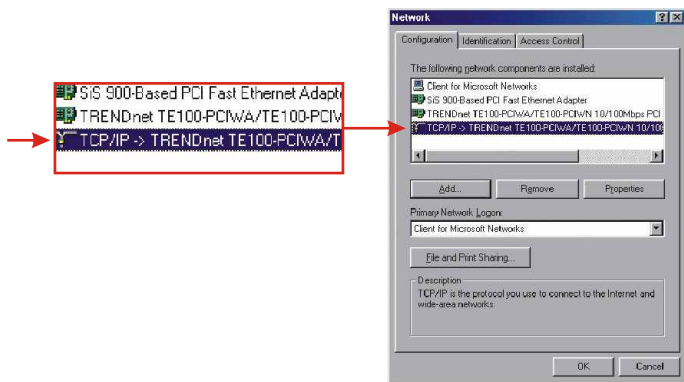 SiS 900-Based PCI Fast Ethernet Adapt
TRENDnet TE100-PCIWA/TE100-PCIV
TCP/IP -> TRENDnet TE100-PCIWA/T
Network
Configuration Identification Access Control
The following network components are installed:
Client for Microsoft Networks
SiS 900-Based PCI Fast Ethernet Adapter
TRENDnet TE100-PCIWA/TE100-PCIWN 10/100Mbps PCI
TCP/IP -> TRENDnet TE100-PCIWA/TE100-PCIWN 10/100
Add... Remove Properties
Primary Network Logon:
Client for Microsoft Networks
File and Print Sharing...
Description
TCP/IP is the protocol you use to connect to the Internet and
wide-area networks.
OK Cancel